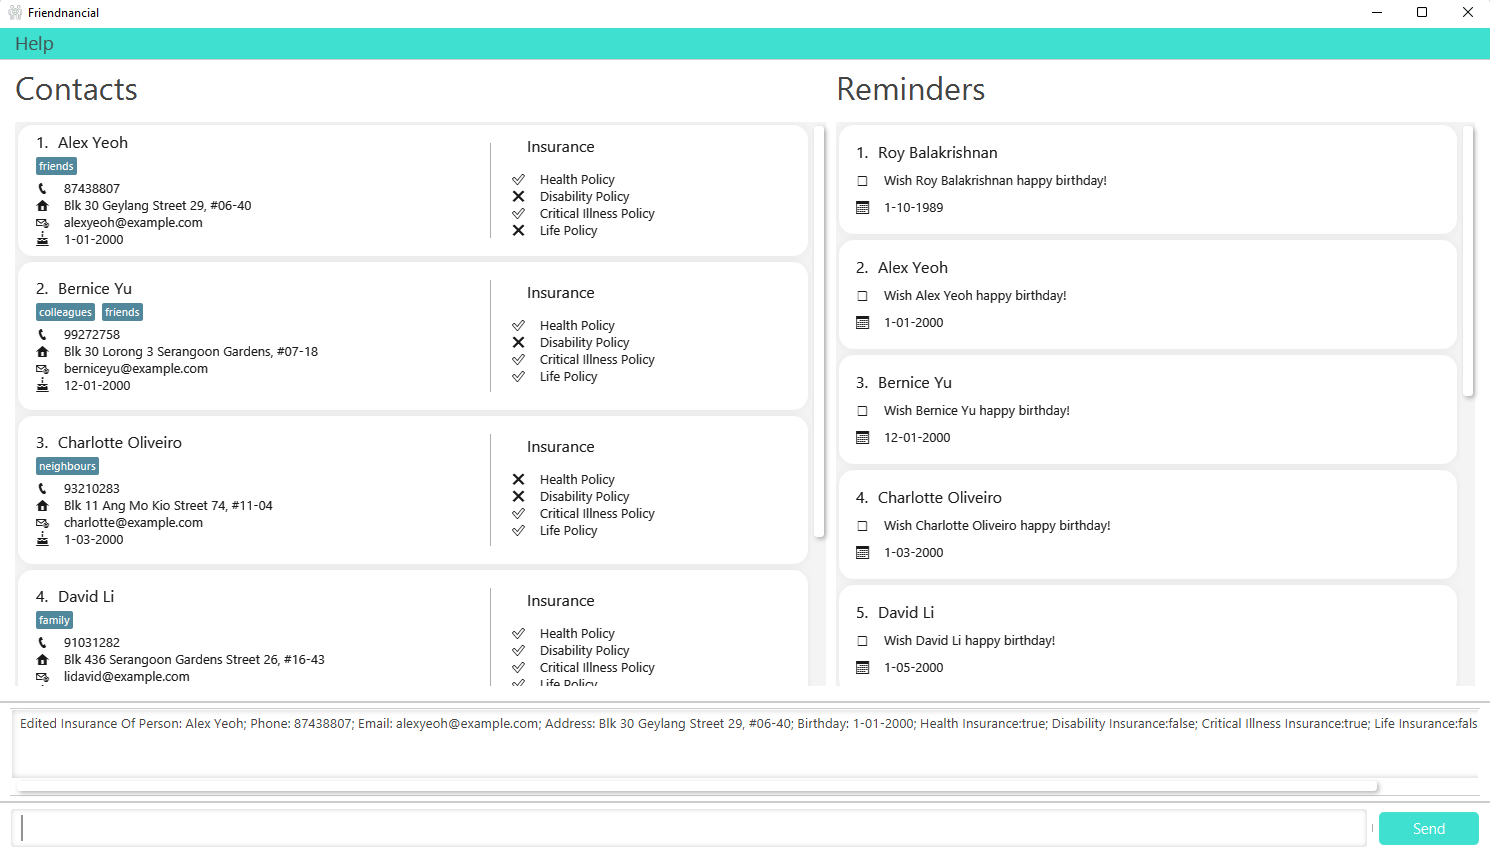 Friendnancial
Help
Contacts
1. Alex Yeoh
friends
87438807
Blk 30 Geylang Street 29, #06-40
alexyeoh@example.com
1-01-2000
Insurance
Health Policy
Disability Policy
Critical Illness Policy
Life Policy
2. Bernice Yu
colleagues friends
99272758
Blk 30 Lorong 3 Serangoon Gardens, #07-18
berniceyu@example.com
12-01-2000
Insurance
Health Policy
Disability Policy
Critical Illness Policy
Life Policy
3. Charlotte Oliveiro
neighbours
93210283
Blk 11 Ang Mo Kio Street 74, #11-04
charlotte@example.com
1-03-2000
Insurance
Health Policy
Disability Policy
Critical Illness Policy
Life Policy
4. David Li
family
91031282
Blk 436 Serangoon Gardens Street 26, #16-43
lidavid@example.com
Insurance
Health Policy
Disability Policy
Critical Illness Policy
Life Policy
Reminders
1. Roy Balakrishnan
Wish Roy Balakrishnan happy birthday!
1-10-1989
2. Alex Yeoh
Wish Alex Yeoh happy birthday!
1-01-2000
3. Bernice Yu
Wish Bernice Yu happy birthday!
12-01-2000
4. Charlotte Oliveiro
Wish Charlotte Oliveiro happy birthday!
1-03-2000
5. David Li
Wish David Li happy birthday!
1-05-2000
Edited Insurance Of Person: Alex Yeoh; Phone: 87438807; Email: alexyeoh@example.com; Address: Blk 30 Geylang Street 29, #06-40; Birthday: 1-01-2000; Health Insurance:true; Disability Insurance:false; Critical Illness Insurance:true; Life Insurance:fals
Send